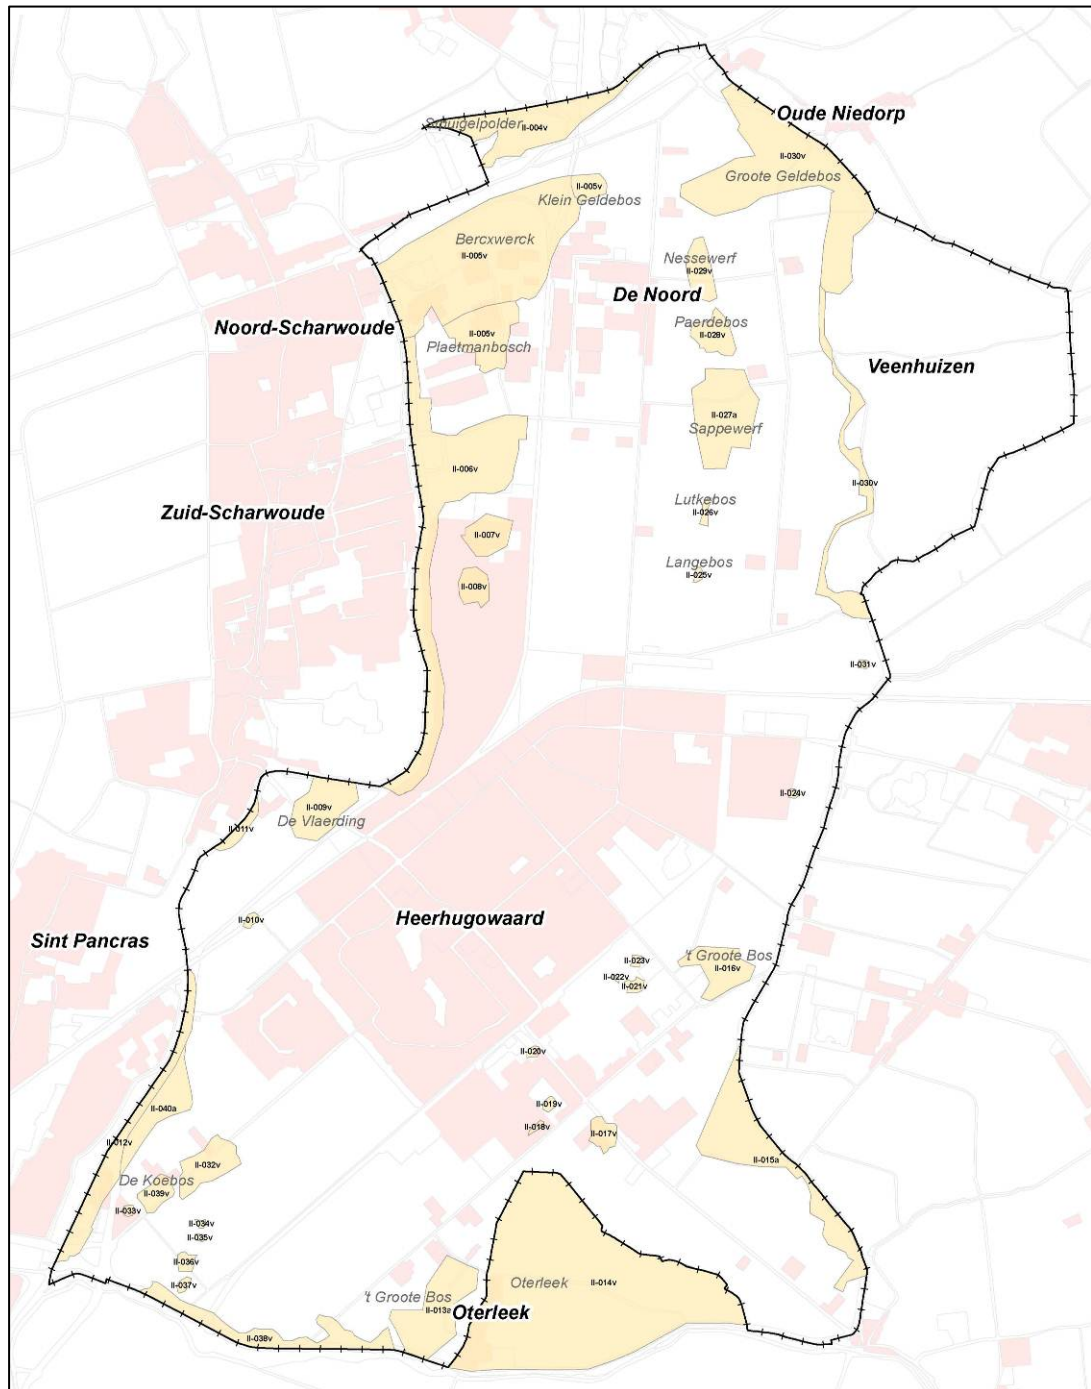 Oude Niedorp
Sauigelpolder
II-004v
II-030v
Groote Geldebos
II-005v
Klein Geldebos
Bercxwerck
II-005v
Nessewerf
II-029v
De Noord
Noord-Scharwoude
II-005v
Plaetmanbosch
Paerdebos
II-028v
Veenhuizen
II-027a
Sappewerf
II-006v
II-030v
Lutkebos
II-026v
Zuid-Scharwoude
II-007v
Langebos
II-025v
II-008v
II-031v
II-024v
II-009v
De Vlaerding
II-011v
Heerhugowaard
II-010v
Sint Pancras
't Groote Bos
II-016v
II-023v
II-022v
II-021v
II-020v
II-019v
II-018v
II-017v
II-040a
II-012v
II-015a
II-032v
De Koebos
II-039v
II-033v
II-034v
II-035v
II-036v
II-037v
Oterleek
II-014v
't Groote Bos
II-013a
Oterleek
II-038v